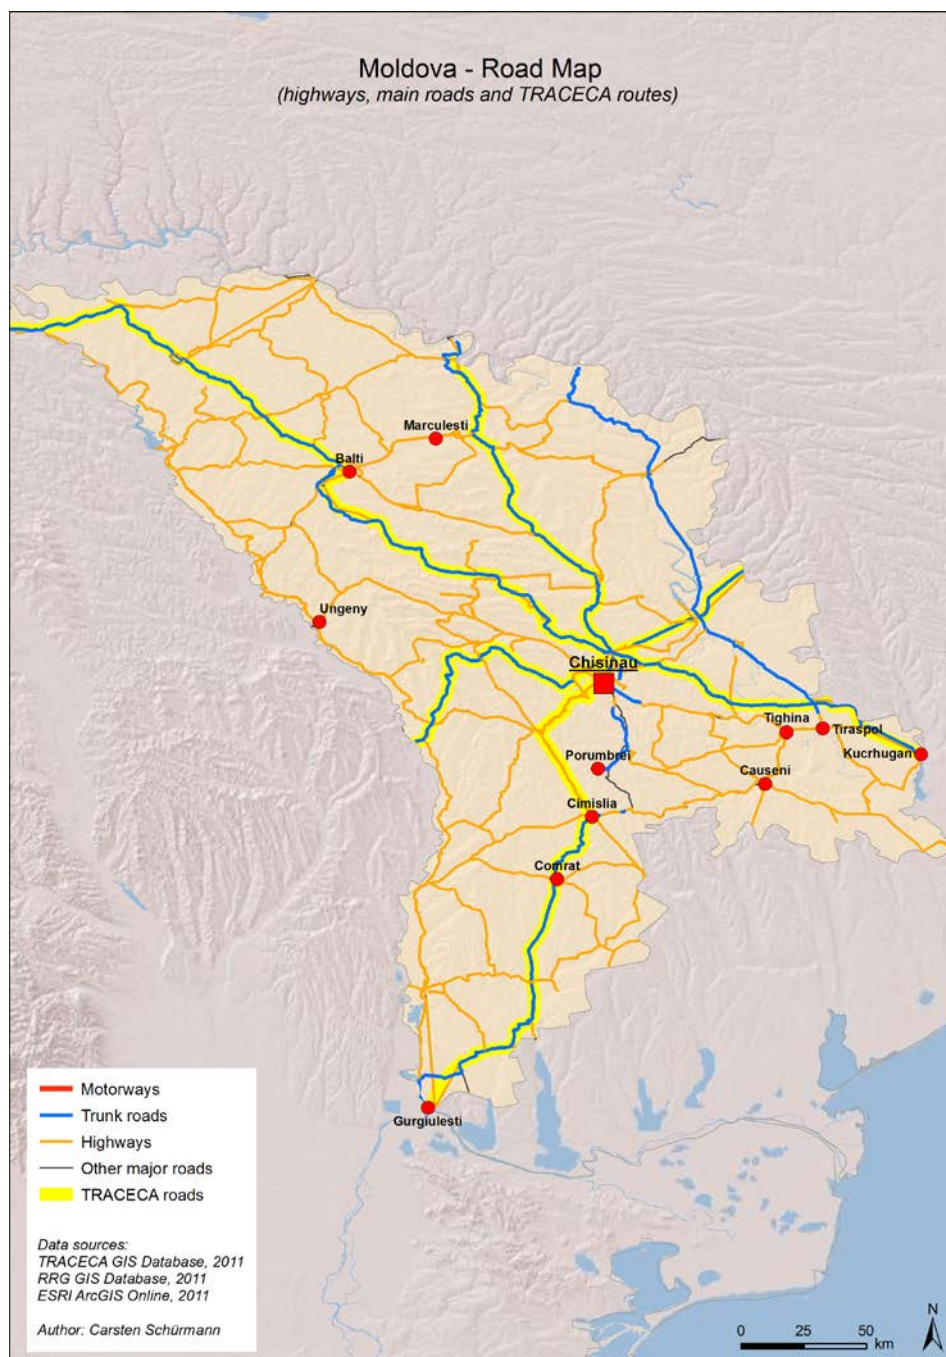 Moldova - Road Map
(highways, main roads and TRACECA routes)
Marculesti
Balti
Ungeny
Chisinau
Tighina
Tiraspol
Kucrhugan
Porumbrei
Causeni
Cimislia
Comrat
Gurgiulesti
Motorways
Trunk roads
Highways
Other major roads
TRACECA roads
Data sources:
TRACECA GIS Database, 2011
RRG GIS Database, 2011
ESRI ArcGIS Online, 2011
Author: Carsten Schürmann
N
0 25 50
km